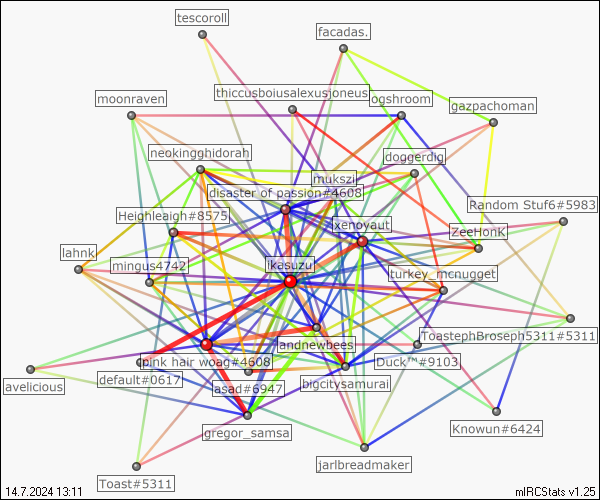 tescoroll
facadas.
thiccusboiusalexusjoneus
moonraven
ogshroom
gazpachoman
neokingghidorah
doggerdig
mukszi
disaster of passion#4608
Random Stuf6#5983
Heighleaigh#8575
xenoyaut
ZeeHonK
lahnk
mingus4742
ikasuzu
turkey_mcnugget
ToastephBroseph5311#5311
landnewbees
pink hair woag#4608
Duck™#9103
avelicious
default#0617
asad#6947
bigcitysamurai
gregor_samsa
Knowun#6424
jarlbreadmaker
Toast#5311
14.7.2024 13:11
mIRCStats v1.25